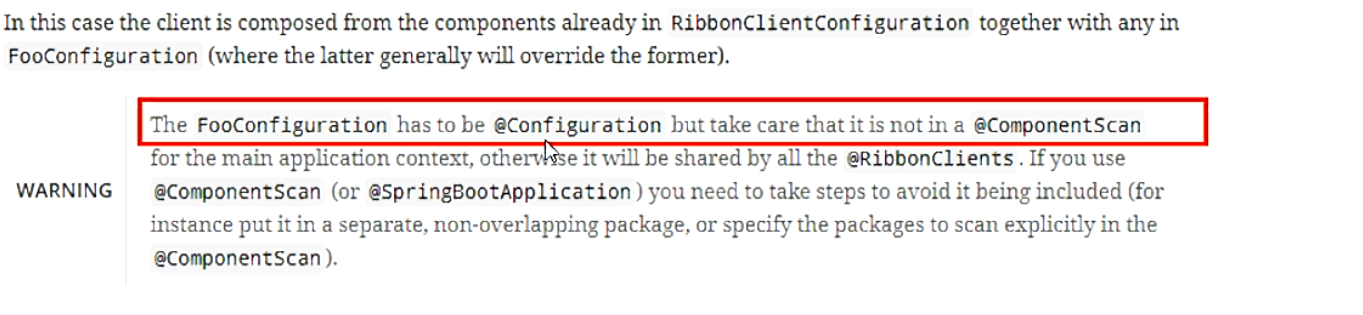 In this case the client is composed from the components already in RibbonClientConfiguration together with any in
FooConfiguration (where the latter generally will override the former).
The FooConfiguration has to be @Configuration but take care that it is not in a @ComponentScan
for the main application context, otherwise it will be shared by all the @RibbonClients. If you use
WARNING @ComponentScan (or @SpringBootApplication) you need to take steps to avoid it being included (for
instance put it in a separate, non-overlapping package, or specify the packages to scan explicitly in the
@ComponentScan).